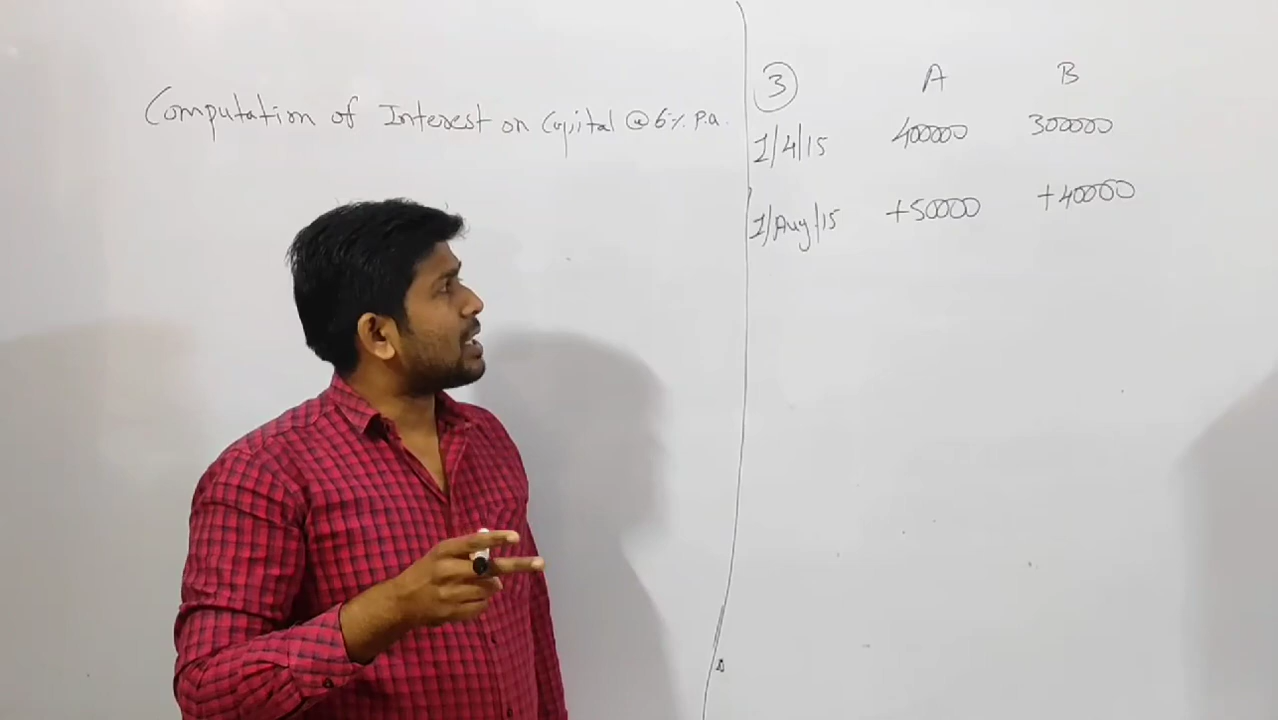 Computation of Interest on Capital @ 6% p.a.
3 A B
1/4/15 400000 300000
1/Aug/15 +50000 +40000